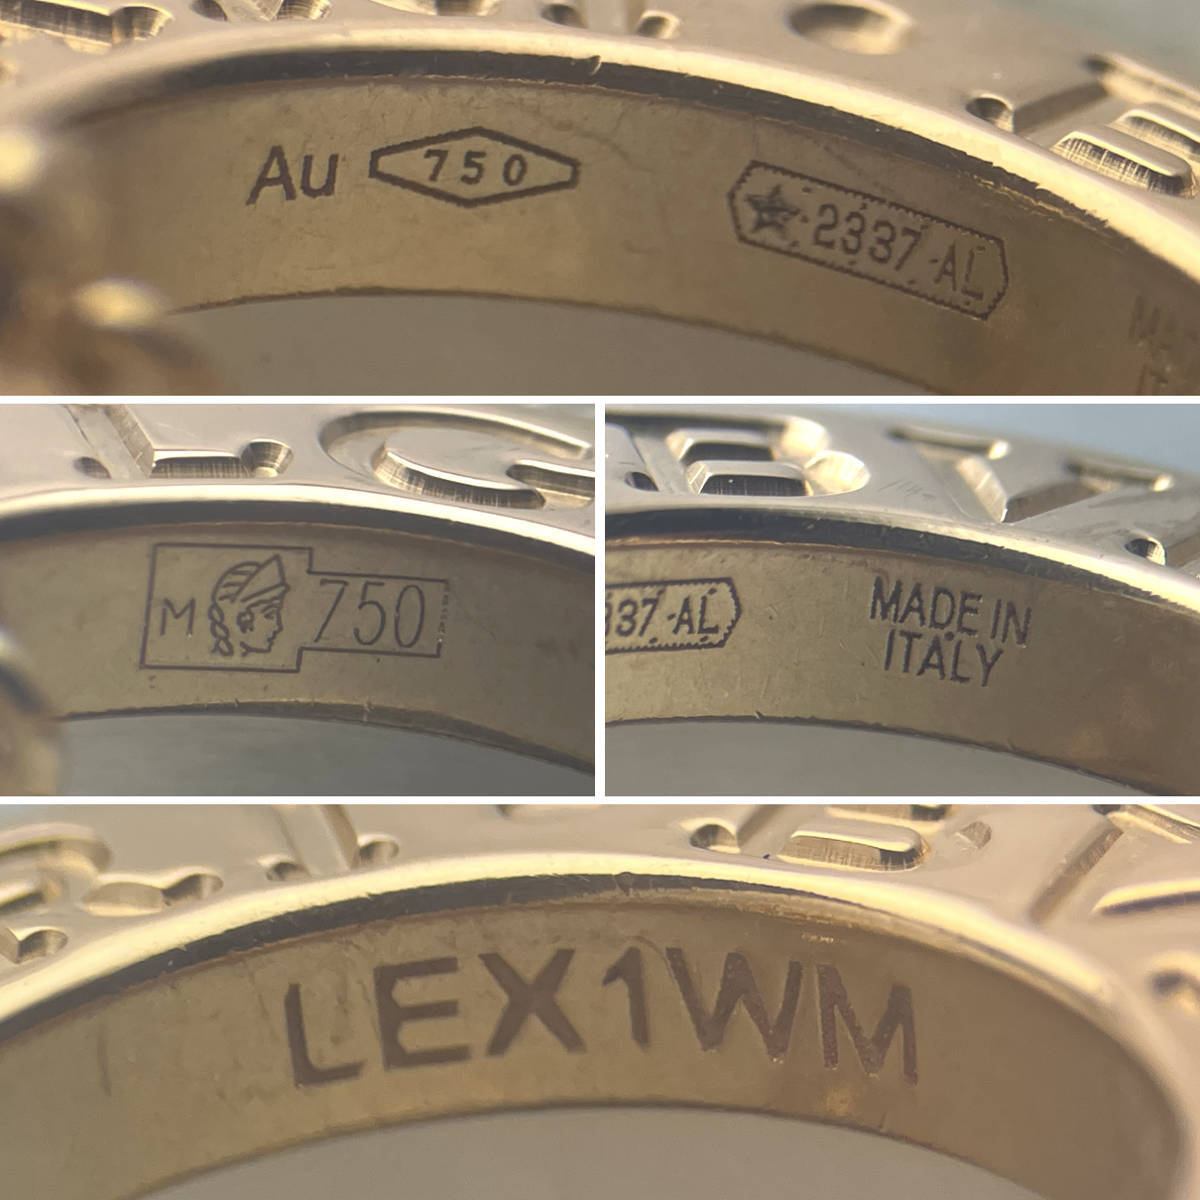 Au 750 ★·2337·AL
M 750
337·AL
MADE IN
ITALY
LEX1WM